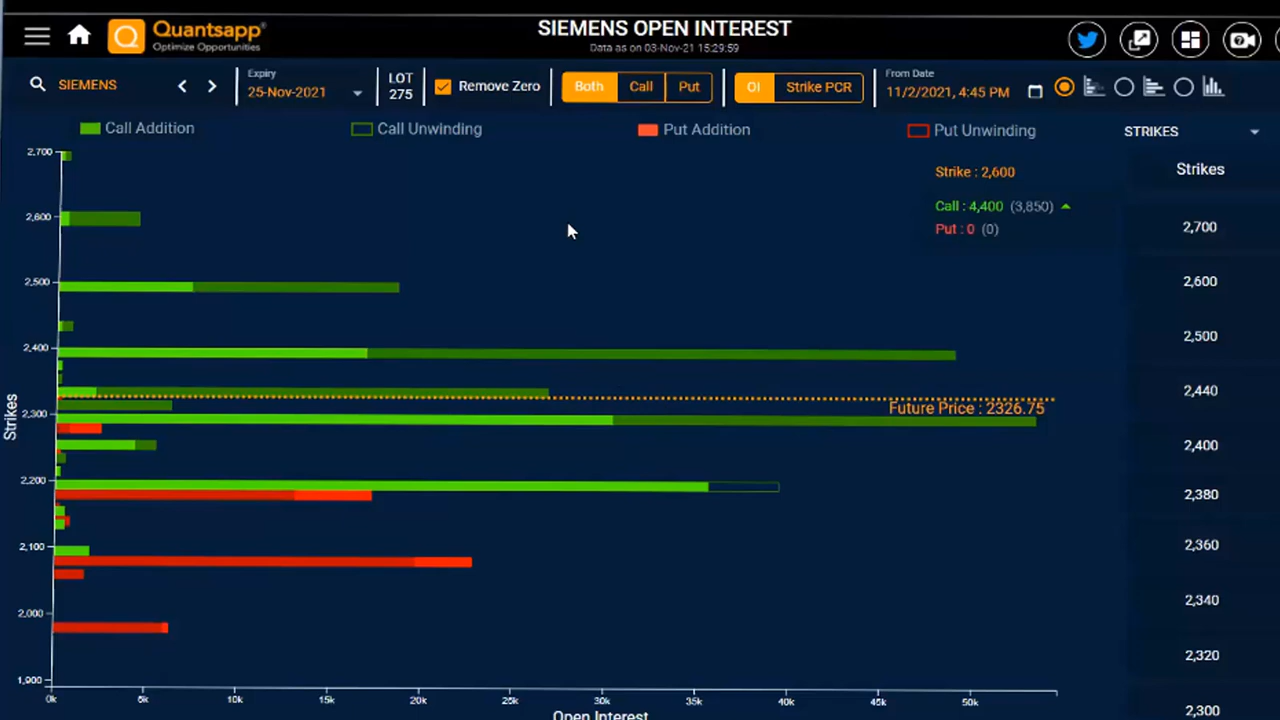 Quantsapp®
Optimize Opportunities
SIEMENS OPEN INTEREST
Data as on 03-Nov-21 15:29:59
SIEMENS
Expiry
25-Nov-2021
LOT
275
Remove Zero
Both
Call
Put
OI
Strike PCR
From Date
11/2/2021, 4:45 PM
Call Addition
Call Unwinding
Put Addition
Put Unwinding
STRIKES
Strike : 2,600
Call : 4,400 (3,850)
Put : 0 (0)
Strikes
2,700
2,600
2,500
2,440
2,400
2,380
2,360
2,340
2,320
2,300
Strikes
2,700
2,600
2,500
2,400
2,300
2,200
2,100
2,000
1,900
Future Price : 2326.75
0k
5k
10k
15k
20k
25k
30k
35k
40k
45k
50k
Open Interest